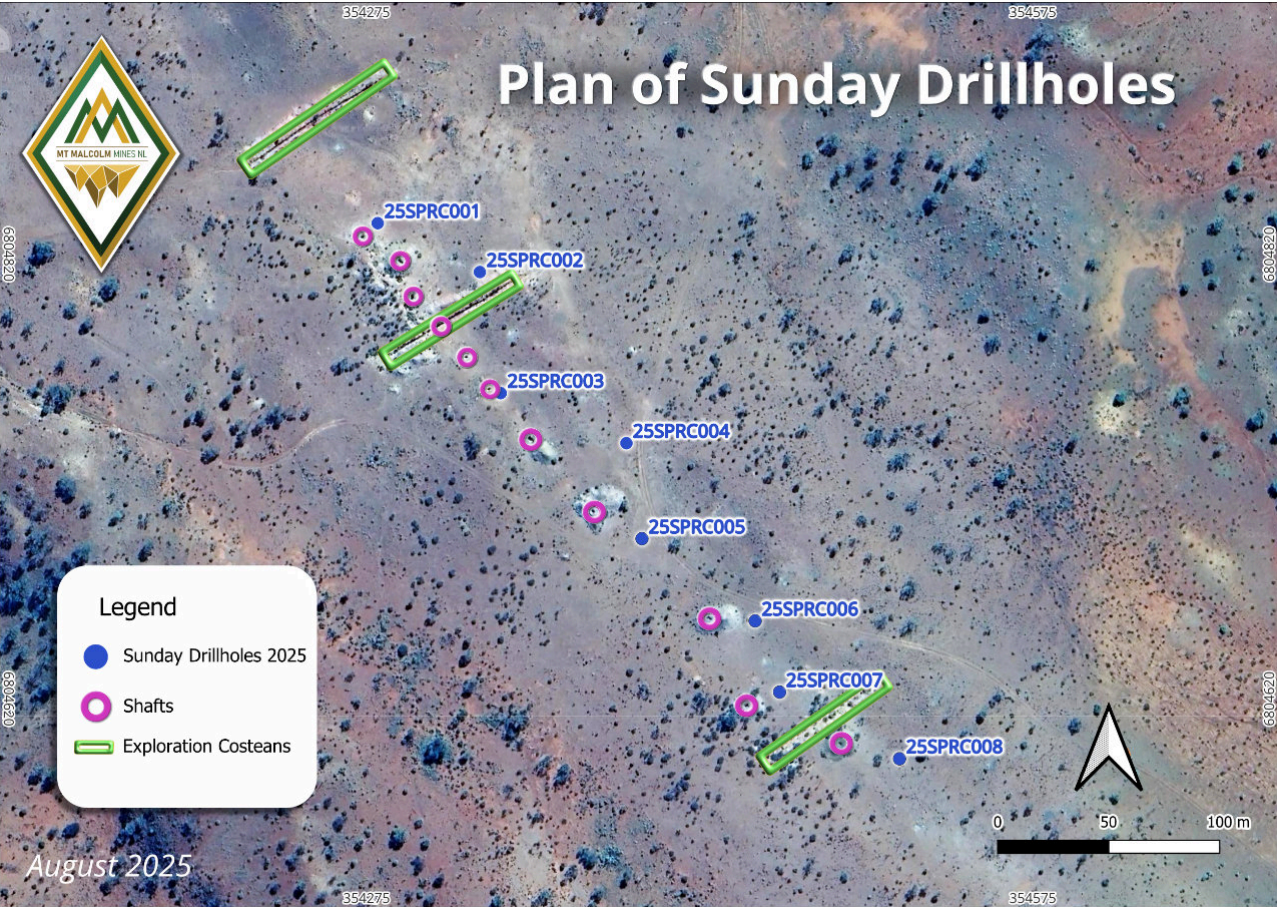 354275
354575
Plan of Sunday Drillholes
MT MALCOLM MINES NL
25SPRC001
6804820
6804820
25SPRC002
25SPRC003
25SPRC004
25SPRC005
25SPRC006
25SPRC007
25SPRC008
Legend
Sunday Drillholes 2025
Shafts
Exploration Costeans
6804620
6804620
0 50 100 m
August 2025
354275
354575